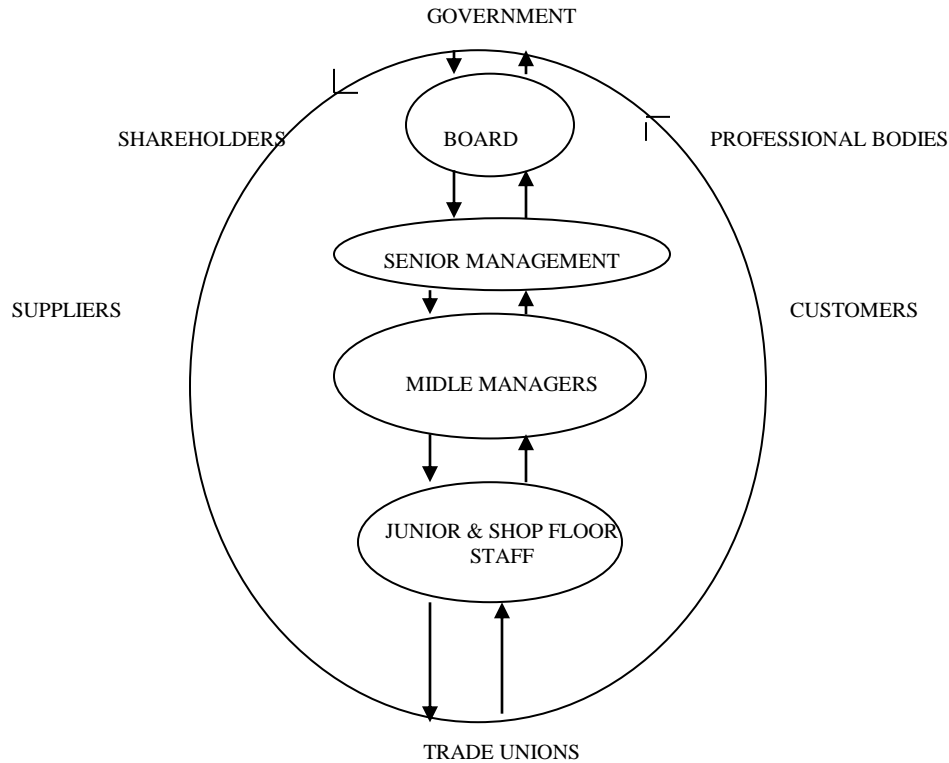 GOVERNMENT
SHAREHOLDERS
BOARD
PROFESSIONAL BODIES
SENIOR MANAGEMENT
SUPPLIERS
CUSTOMERS
MIDLE MANAGERS
JUNIOR & SHOP FLOOR
STAFF
TRADE UNIONS